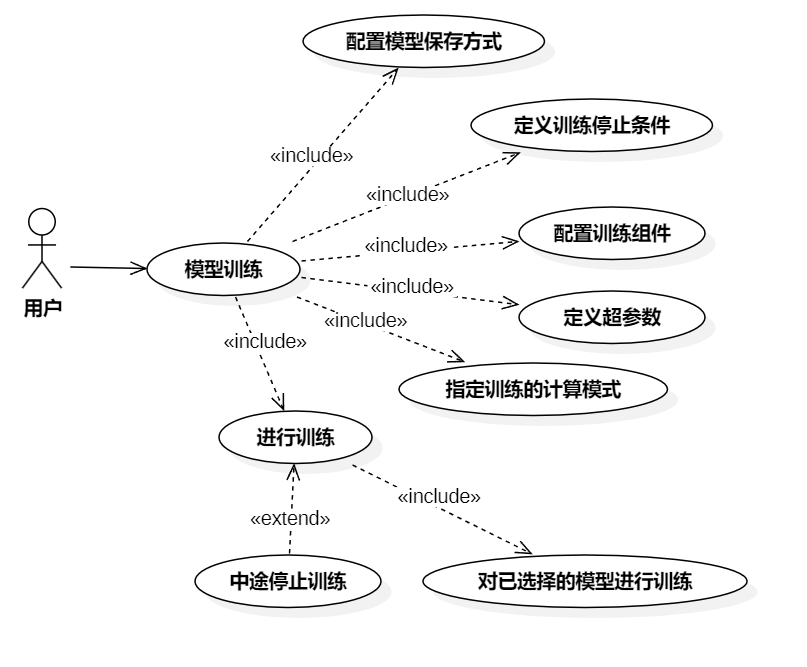 配置模型保存方式
定义训练停止条件
«include»
«include»
配置训练组件
«include»
模型训练
«include»
用户
定义超参数
«include»
«include»
指定训练的计算模式
进行训练
«include»
«extend»
中途停止训练
对已选择的模型进行训练